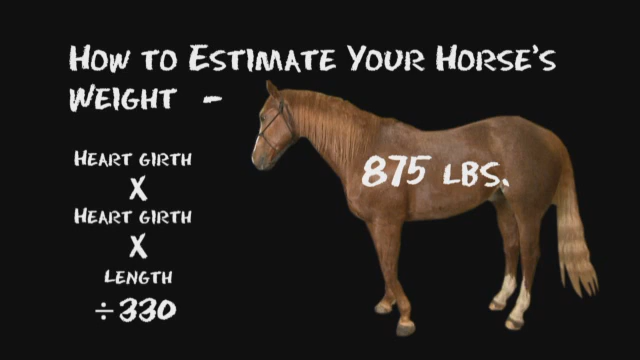 How to Estimate Your Horse's
Weight -
Heart girth
X
Heart girth
X
Length
÷330
875 lbs.